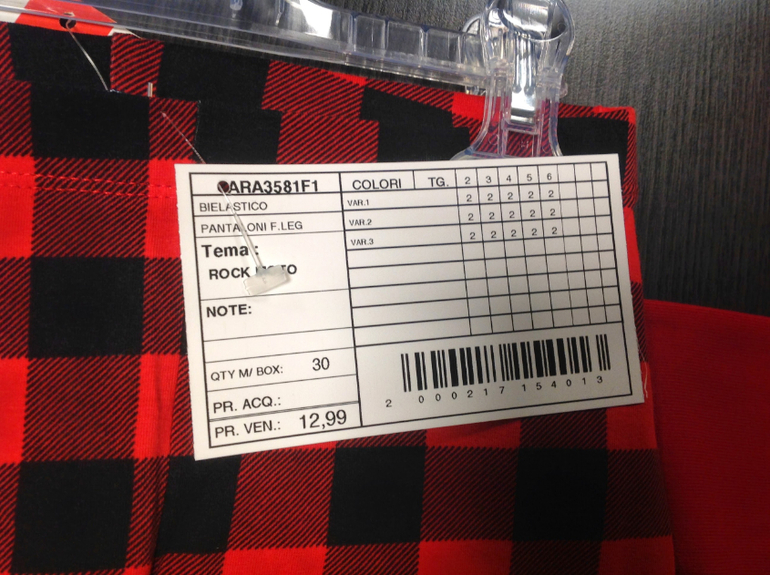 ARA3581F1
BIELASTICO
PANTALONI F.LEG
Tema:
ROCK
NOTE:
QTY M/ BOX: 30
PR. ACQ.:
PR. VEN.: 12,99
COLORI TG. 2 3 4 5 6
VAR.1 2 2 2 2 2
VAR.2 2 2 2 2 2
VAR.3 2 2 2 2 2
2 000217 154013